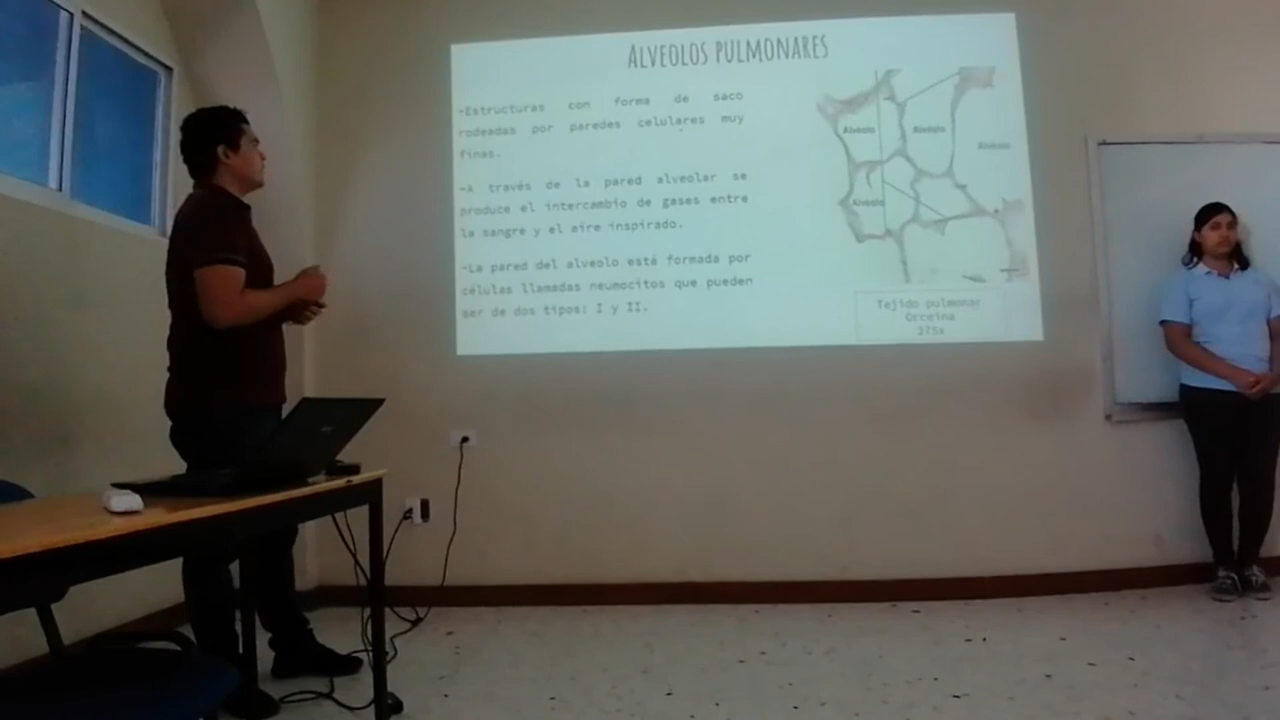 ALVEOLOS PULMONARES
-Estructuras con forma de saco
rodeadas por paredes celulares muy
finas.
-A través de la pared alveolar se
produce el intercambio de gases entre
la sangre y el aire inspirado.
-La pared del alveolo está formada por
células llamadas neumocitos que pueden
ser de dos tipos: I y II.
Alveolo
Alveolo
Alveolo
Alveolo
Tejido pulmonar
Orceina
275x